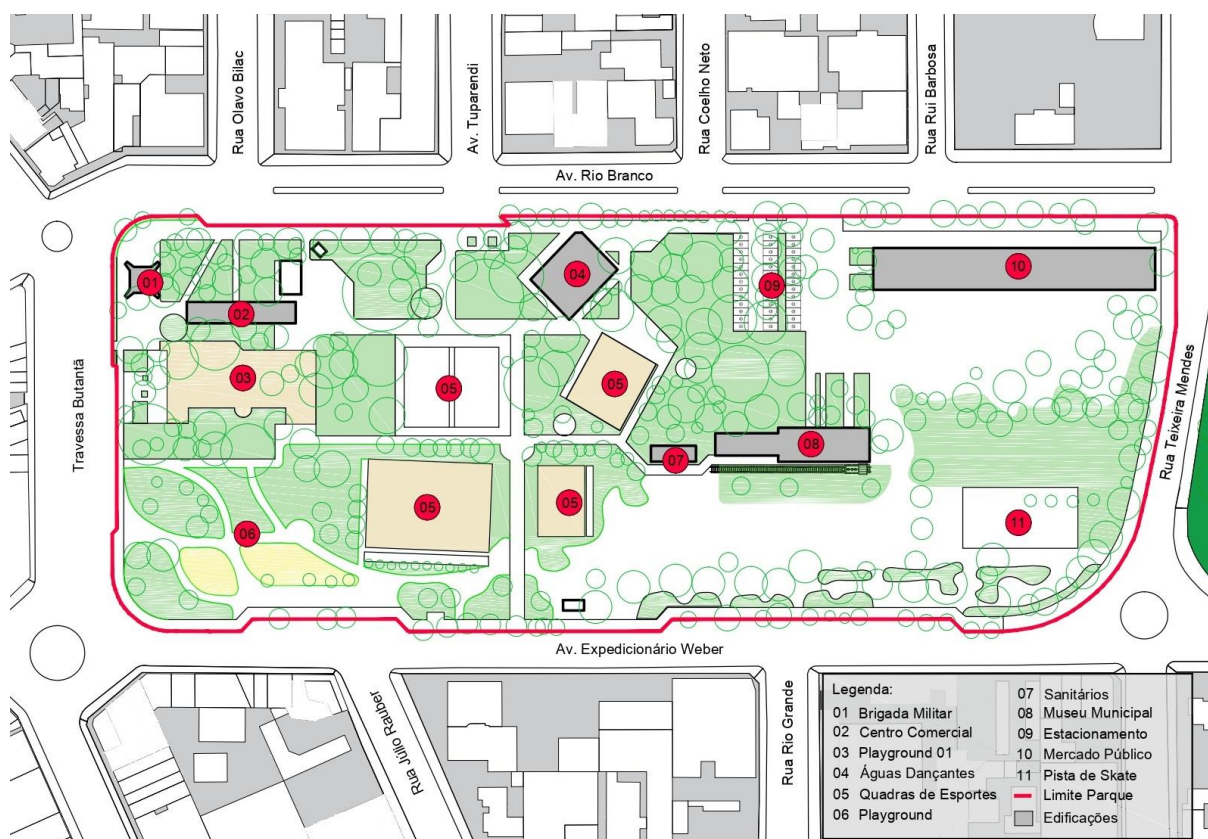 Rua Olavo Bilac
Av. Tuparendi
Rua Coelho Neto
Rua Rui Barbosa
Av. Rio Branco
01
02
03
04
05
05
05
05
06
07
08
09
10
11
Travessa Butantã
Rua Teixeira Mendes
Av. Expedicionário Weber
Rua Júlio Rauber
Rua Rio Grande
Legenda:
01 Brigada Militar
02 Centro Comercial
03 Playground 01
04 Águas Dançantes
05 Quadras de Esportes
06 Playground
07 Sanitários
08 Museu Municipal
09 Estacionamento
10 Mercado Público
11 Pista de Skate
Limite Parque
Edificações